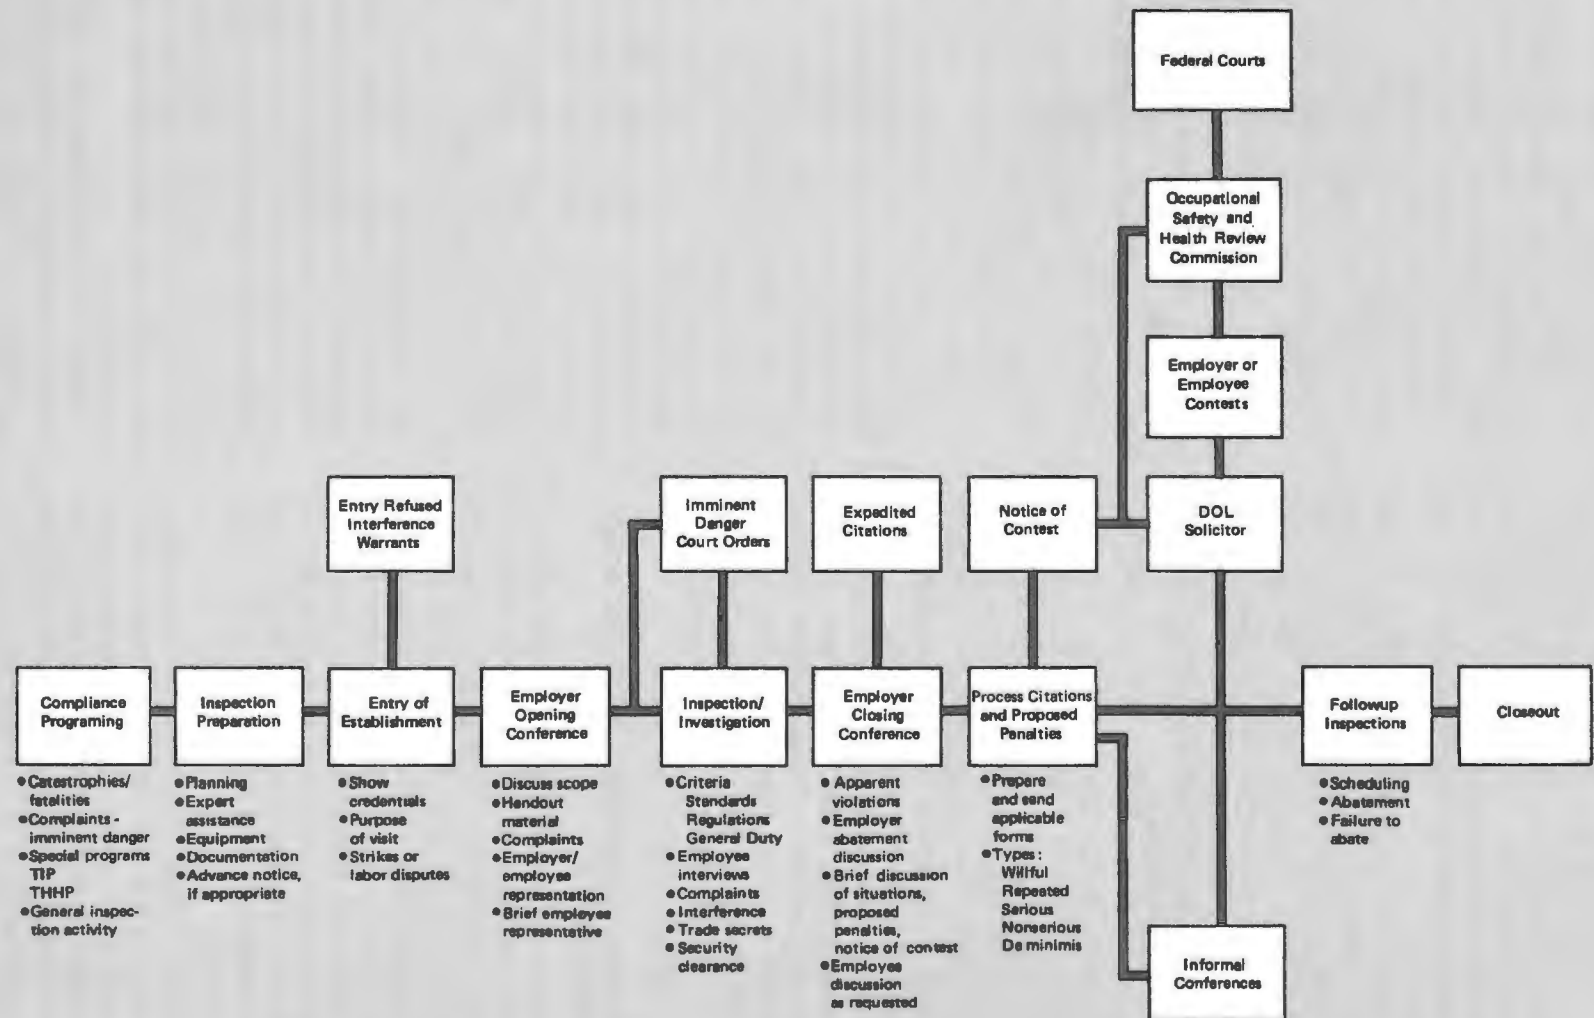 Federal Courts
Occupational
Safety and
Health Review
Commission
Employer or
Employee
Contests
Entry Refused
Interference
Warrants
Imminent
Danger
Court Orders
Expedited
Citations
Notice of
Contest
DOL
Solicitor
Compliance
Programing
Inspection
Preparation
Entry of
Establishment
Employer
Opening
Conference
Inspection/
Investigation
Employer
Closing
Conference
Process Citations
and Proposed
Penalties
Followup
Inspections
Closeout
●Catastrophies/
fatalities
●Complaints -
imminent danger
●Special programs
TIP
THHP
●General inspec-
tion activity
●Planning
●Expert
assistance
●Equipment
●Documentation
●Advance notice,
if appropriate
●Show
credentials
●Purpose
of visit
●Strikes or
labor disputes
●Discuss scope
●Handout
material
●Complaints
●Employer/
employee
representation
●Brief employee
representative
●Criteria
Standards
Regulations
General Duty
●Employee
interviews
●Complaints
●Interference
●Trade secrets
●Security
clearance
●Apparent
violations
●Employer
abatement
discussion
●Brief discussion
of situations,
proposed
penalties,
notice of contest
●Employee
discussion
as requested
●Prepare
and send
applicable
forms
●Types:
Willful
Repeated
Serious
Nonserious
De minimis
●Scheduling
●Abatement
●Failure to
abate
Informal
Conferences